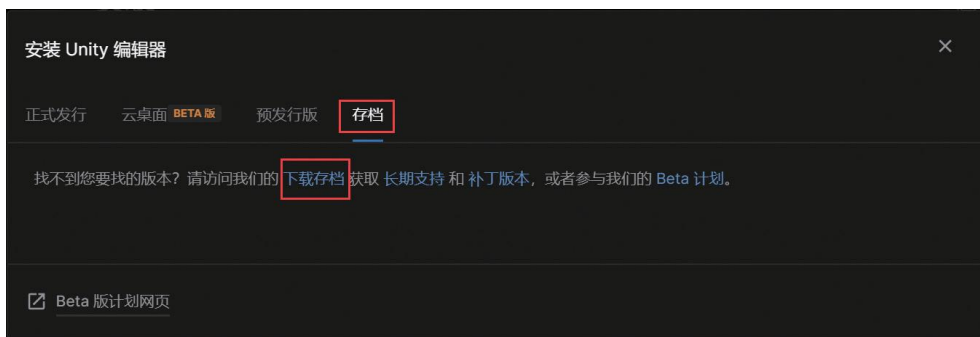 安装 Unity 编辑器
正式发行 云桌面 BETA 版 预发行版 存档
找不到您要找的版本？请访问我们的 下载存档 获取 长期支持 和 补丁版本，或者参与我们的 Beta 计划。
Beta 版计划网页